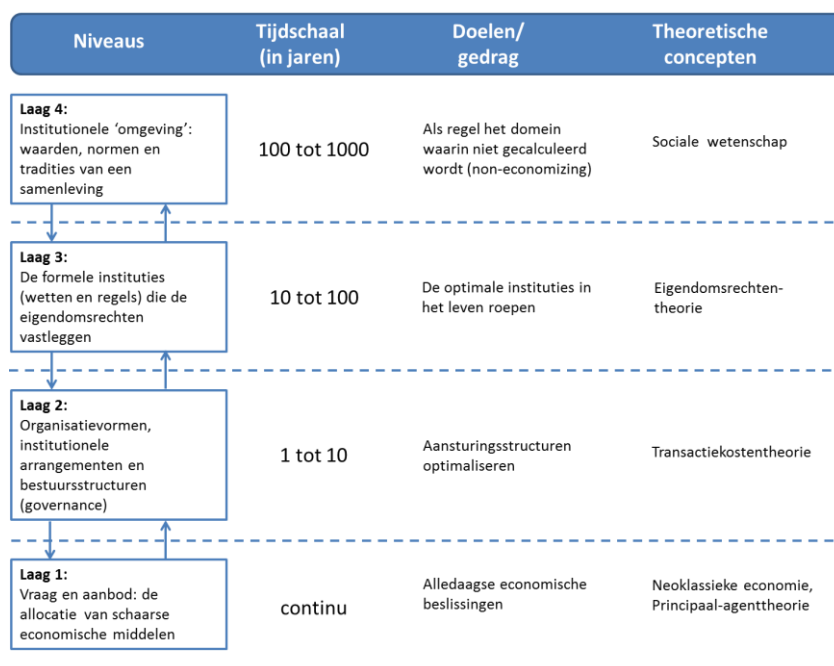 Niveaus
Tijdschaal
(in jaren)
Doelen/
gedrag
Theoretische
concepten
Laag 4:
Institutionele ‘omgeving’:
waarden, normen en
tradities van een
samenleving
100 tot 1000
Als regel het domein
waarin niet gecalculeerd
wordt (non-economizing)
Sociale wetenschap
Laag 3:
De formele instituties
(wetten en regels) die de
eigendomsrechten
vastleggen
10 tot 100
De optimale instituties in
het leven roepen
Eigendomsrechten-
theorie
Laag 2:
Organisatievormen,
institutionele
arrangementen en
bestuursstructuren
(governance)
1 tot 10
Aansturingsstructuren
optimaliseren
Transactiekostentheorie
Laag 1:
Vraag en aanbod: de
allocatie van schaarse
economische middelen
continu
Alledaagse economische
beslissingen
Neoklassieke economie,
Principaal-agenttheorie